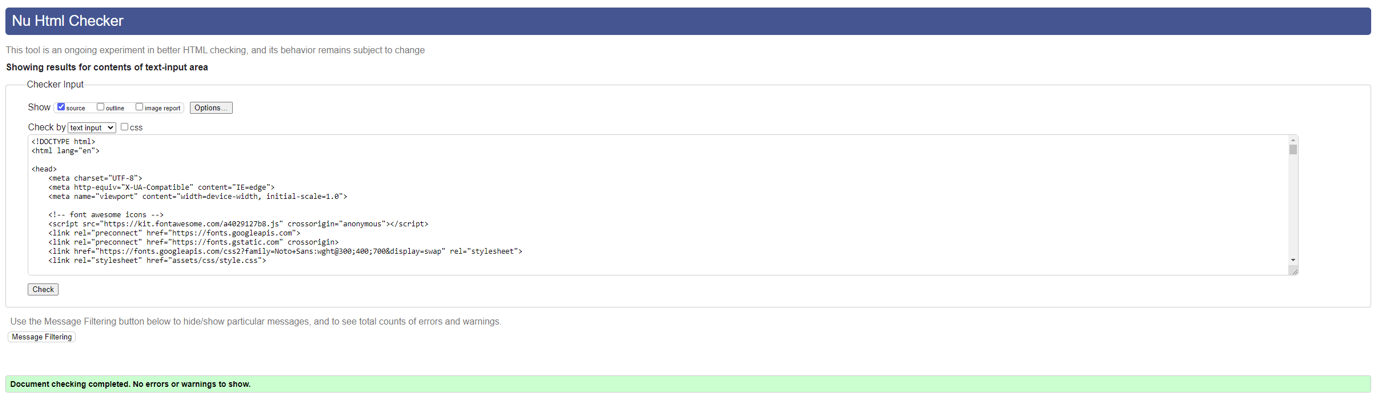 Nu Html Checker
This tool is an ongoing experiment in better HTML checking, and its behavior remains subject to change
Showing results for contents of text-input area
Checker Input
Show source outline image report Options...
Check by text input css
<!DOCTYPE html>
<html lang="en">
<head>
<meta charset="UTF-8">
<meta http-equiv="X-UA-Compatible" content="IE=edge">
<meta name="viewport" content="width=device-width, initial-scale=1.0">
<!-- font awesome icons -->
<script src="https://kit.fontawesome.com/a4029127b8.js" crossorigin="anonymous"></script>
<link rel="preconnect" href="https://fonts.googleapis.com">
<link rel="preconnect" href="https://fonts.gstatic.com" crossorigin>
<link href="https://fonts.googleapis.com/css2?family=Noto+Sans:wght@300;400;700&display=swap" rel="stylesheet">
<link rel="stylesheet" href="assets/css/style.css">
Check
Use the Message Filtering button below to hide/show particular messages, and to see total counts of errors and warnings.
Message Filtering
Document checking completed. No errors or warnings to show.